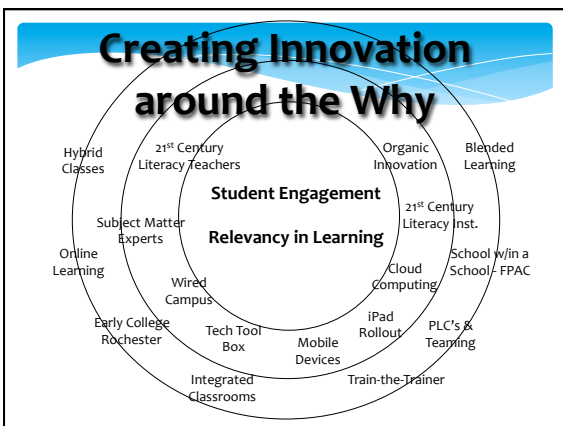 Creating Innovation
around the Why
Hybrid
Classes
21st Century
Literacy Teachers
Organic
Innovation
Blended
Learning
Student Engagement
Relevancy in Learning
21st Century
Literacy Inst.
Subject Matter
Experts
Online
Learning
School w/in a
School - FPAC
Wired
Campus
Cloud
Computing
Early College
Rochester
Tech Tool
Box
Mobile
Devices
iPad
Rollout
PLC's &
Teaming
Integrated
Classrooms
Train-the-Trainer